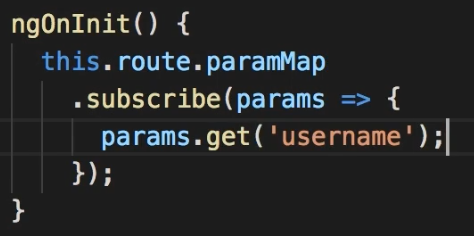 ngOnInit() {
  this.route.paramMap
    .subscribe(params => {
      params.get('username');
    });
}